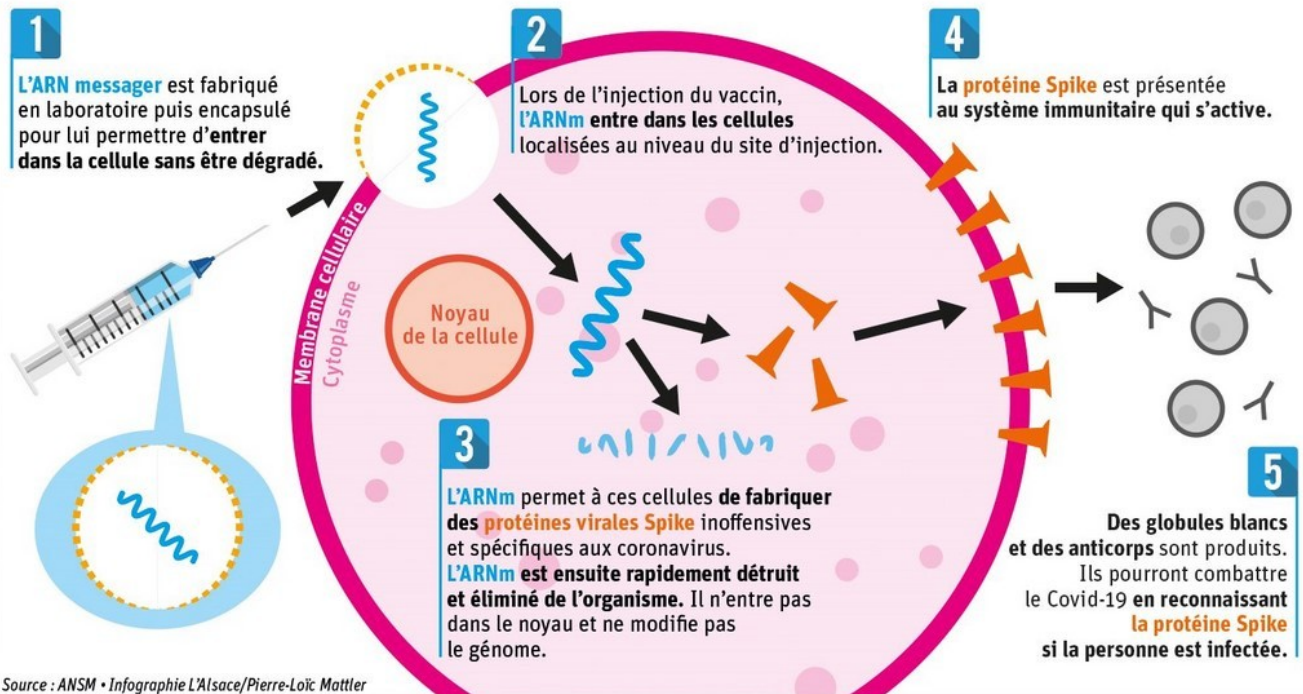 1
L'ARN messager est fabriqué
en laboratoire puis encapsulé
pour lui permettre d'entrer
dans la cellule sans être dégradé.
2
Lors de l'injection du vaccin,
l'ARNm entre dans les cellules
localisées au niveau du site d'injection.
4
La protéine Spike est présentée
au système immunitaire qui s'active.
Membrane cellulaire
Cytoplasme
Noyau
de la cellule
3
L'ARNm permet à ces cellules de fabriquer
des protéines virales Spike inoffensives
et spécifiques aux coronavirus.
L'ARNm est ensuite rapidement détruit
et éliminé de l'organisme. Il n'entre pas
dans le noyau et ne modifie pas
le génome.
5
Des globules blancs
et des anticorps sont produits.
Ils pourront combattre
le Covid-19 en reconnaissant
la protéine Spike
si la personne est infectée.
Source : ANSM • Infographie L'Alsace/Pierre-Loïc Mattler